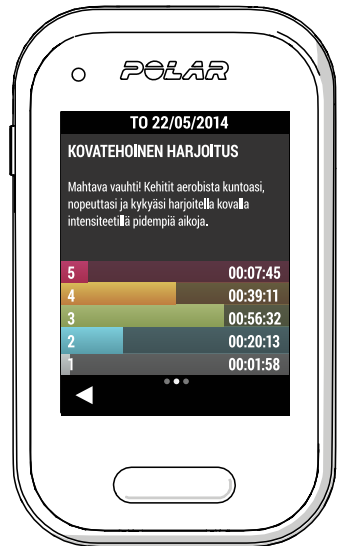 POLAR
TO 22/05/2014
KOVATEHOINEN HARJOITUS
Mahtava vauhti! Kehitit aerobista kuntoasi,
nopeuttasi ja kykyäsi harjoitella kovalla
intensiteetillä pidempiä aikoja.
5 00:07:45
4 00:39:11
3 00:56:32
2 00:20:13
1 00:01:58